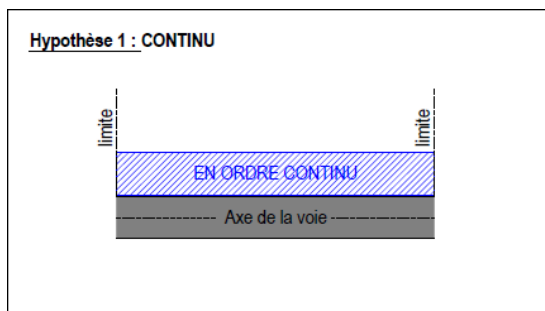 Hypothèse 1 : CONTINU
limite
limite
EN ORDRE CONTINU
Axe de la voie